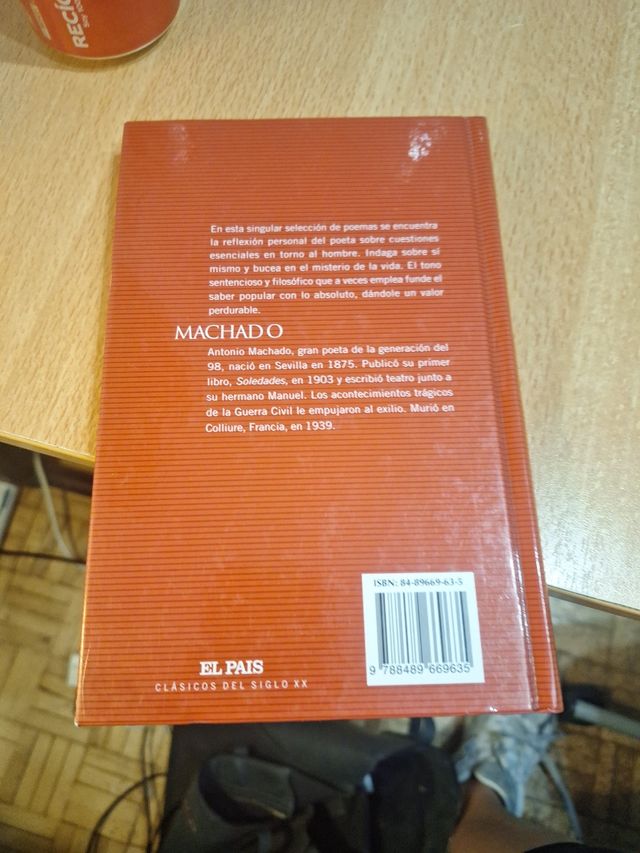 RECÍC
En esta singular selección de poemas se encuentra
la reflexión personal del poeta sobre cuestiones
esenciales en torno al hombre. Indaga sobre sí
mismo y bucea en el misterio de la vida. El tono
sentencioso y filosófico que a veces emplea funde el
saber popular con lo absoluto, dándole un valor
perdurable.
MACHADO
Antonio Machado, gran poeta de la generación del
98, nació en Sevilla en 1875. Publicó su primer
libro, Soledades, en 1903 y escribió teatro junto a
su hermano Manuel. Los acontecimientos trágicos
de la Guerra Civil le empujaron al exilio. Murió en
Colliure, Francia, en 1939.
ISBN: 84-89669-63-5
9 788489 669635
EL PAIS
CLÁSICOS DEL SIGLO XX